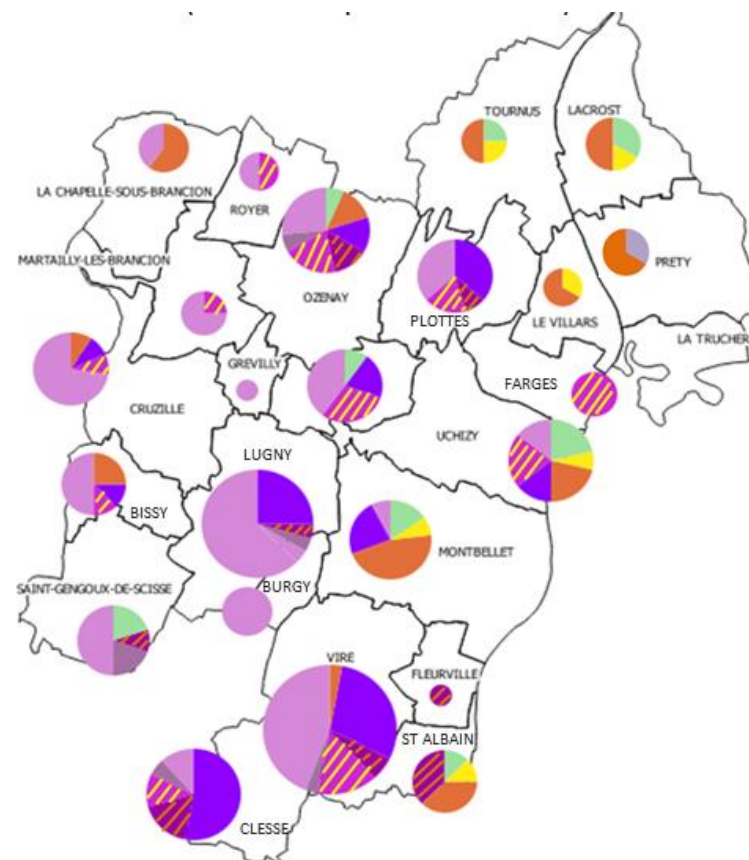 TOURNUS
LACROST
LA CHAPELLE-SOUS-BRANCION
ROYER
MARTAILLY-LES-BRANCION
OZENAY
PLOTTES
PRETY
LE VILLARS
LA TRUCHER
GREVILLY
FARGES
CRUZILLE
UCHIZY
LUGNY
BISSY
MONTBELLET
SAINT-GENGOUX-DE-SCISSE
BURGY
VIRE
FLEURVILLE
ST ALBAIN
CLESSE